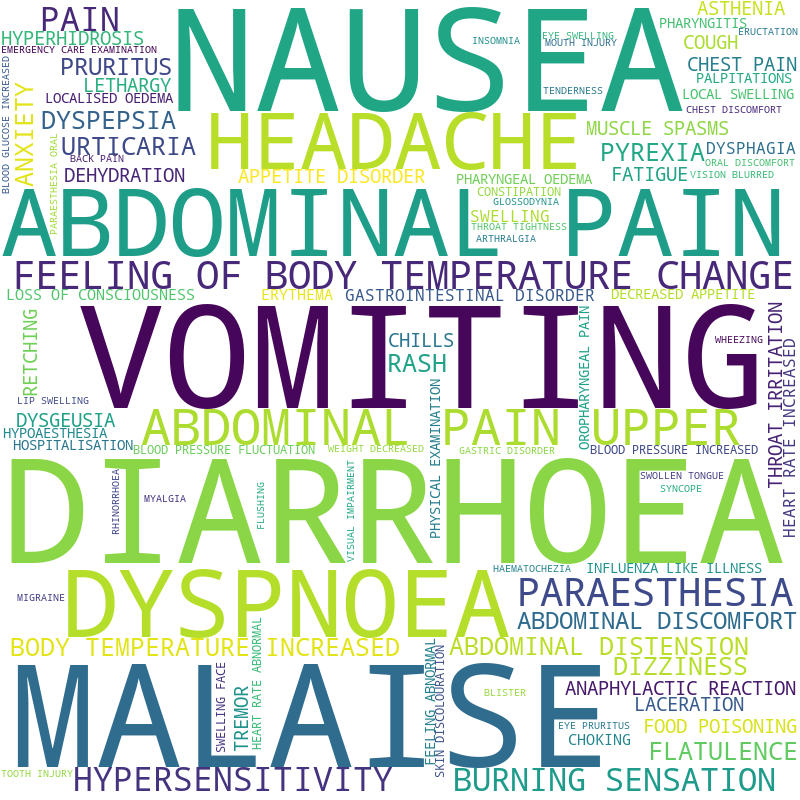 PAIN
NAUSEA
ASTHENIA
HYPERHIDROSIS
EMERGENCY CARE EXAMINATION
INSOMNIA
EYE SWELLING
MOUTH INJURY
PHARYNGITIS
ERUCTATION
COUGH
PRURITUS
CHEST PAIN
BLOOD GLUCOSE INCREASED
ANXIETY
LETHARGY
PALPITATIONS
LOCALISED OEDEMA
TENDERNESS
LOCAL SWELLING
CHEST DISCOMFORT
DYSPEPSIA
HEADACHE
MUSCLE SPASMS
PARAESTHESIA ORAL
URTICARIA
PYREXIA
DYSPHAGIA
BACK PAIN
ORAL DISCOMFORT
DEHYDRATION
APPETITE DISORDER
PHARYNGEAL OEDEMA
FATIGUE
VISION BLURRED
CONSTIPATION
GLOSSODYNIA
ABDOMINAL PAIN
SWELLING
THROAT TIGHTNESS
ARTHRALGIA
FEELING OF BODY TEMPERATURE CHANGE
LOSS OF CONSCIOUSNESS
ERYTHEMA
GASTROINTESTINAL DISORDER
DECREASED APPETITE
RETCHING
VOMITING
CHILLS
RASH
OROPHARYNGEAL PAIN
WHEEZING
THROAT IRRITATION
HEART RATE INCREASED
LIP SWELLING
DYSGEUSIA
ABDOMINAL PAIN UPPER
HYPOAESTHESIA
HOSPITALISATION
BLOOD PRESSURE FLUCTUATION
WEIGHT DECREASED
PHYSICAL EXAMINATION
GASTRIC DISORDER
BLOOD PRESSURE INCREASED
DIARRHOEA
RHINORRHOEA
MYALGIA
FLUSHING
VISUAL IMPAIRMENT
SWOLLEN TONGUE
SYNCOPE
HAEMATOCHEZIA
INFLUENZA LIKE ILLNESS
MIGRAINE
DYSPNOEA
PARAESTHESIA
ABDOMINAL DISCOMFORT
BODY TEMPERATURE INCREASED
ABDOMINAL DISTENSION
DIZZINESS
MALAISE
SWELLING FACE
TREMOR
HEART RATE ABNORMAL
FEELING ABNORMAL
SKIN DISCOLOURATION
BLISTER
ANAPHYLACTIC REACTION
LACERATION
EYE PRURITUS
FOOD POISONING
CHOKING
FLATULENCE
TOOTH INJURY
HYPERSENSITIVITY
BURNING SENSATION